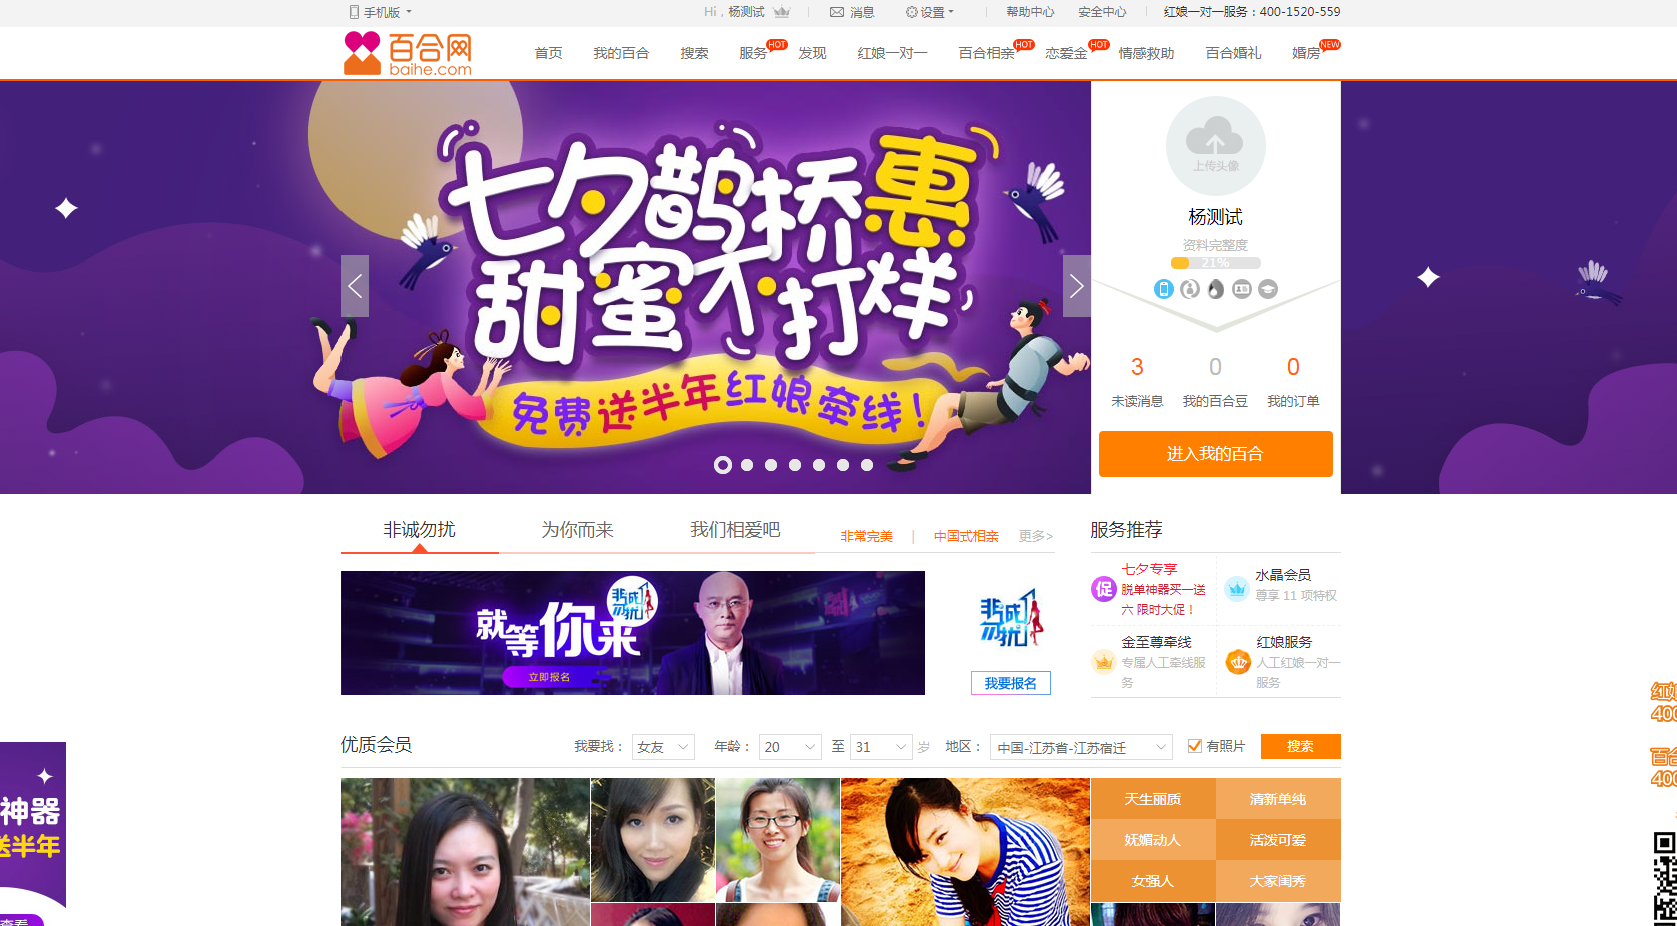 手机版
Hi，杨测试
消息
设置
帮助中心
安全中心
红娘一对一服务：400-1520-559
百合网
baihe.com
首页
我的百合
搜索
服务
HOT
发现
红娘一对一
百合相亲
HOT
恋爱金
HOT
情感救助
百合婚礼
婚房
NEW
七夕鹊桥惠
甜蜜不打烊
免费送半年红娘牵线！
上传头像
杨测试
资料完整度
21%
3
0
0
未读消息
我的百合豆
我的订单
进入我的百合
非诚勿扰
为你而来
我们相爱吧
非常完美
|
中国式相亲
更多>
服务推荐
就等你来
非诚勿扰
立即报名
非诚勿扰
我要报名
促
七夕专享
脱单神器买一送
六 限时大促！
水晶会员
尊享 11 项特权
金至尊牵线
专属人工牵线服
务
红娘服务
人工红娘一对一
服务
优质会员
我要找：
女友
年龄：
20
至
31
岁
地区：
中国-江苏省-江苏宿迁
有照片
搜索
天生丽质
清新单纯
妩媚动人
活泼可爱
女强人
大家闺秀
神器
送半年
查看
红
400
百合
400